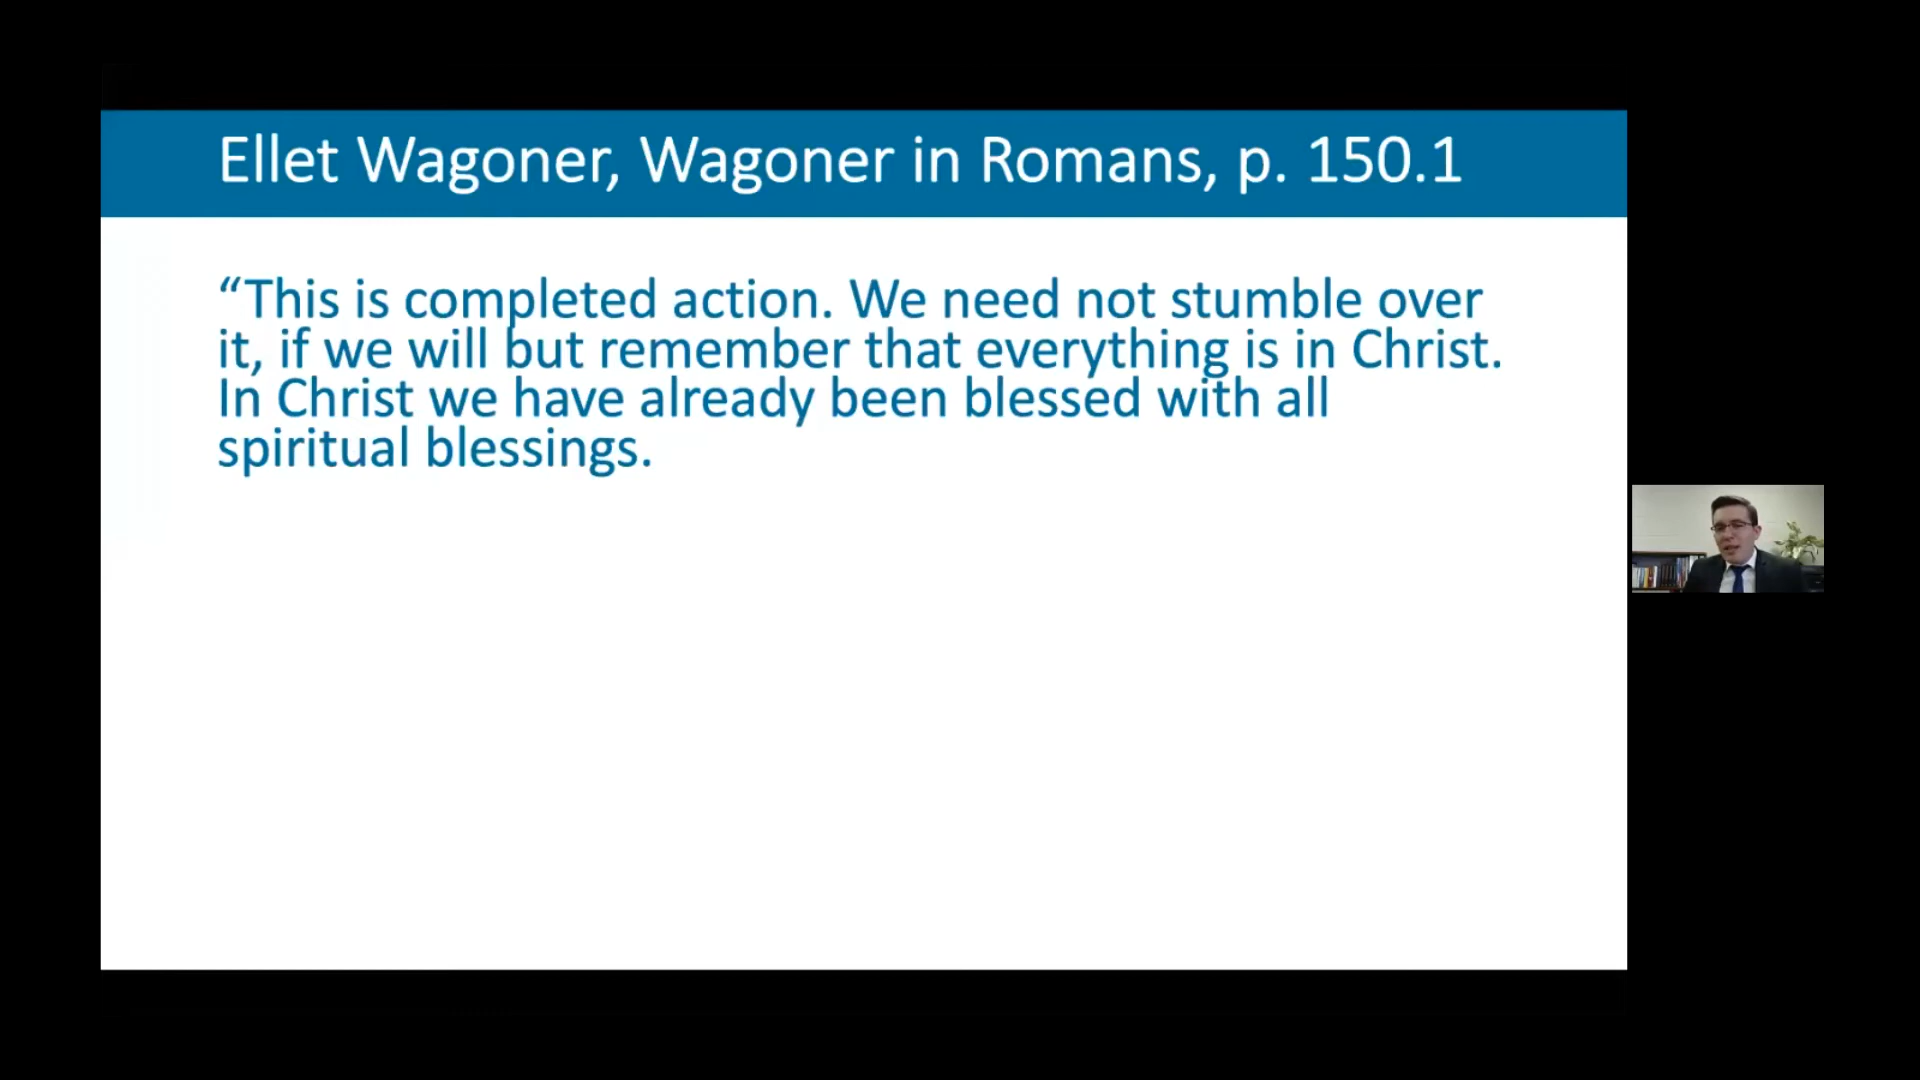 Ellet Wagoner, Wagoner in Romans, p. 150.1
“This is completed action. We need not stumble over
it, if we will but remember that everything is in Christ.
In Christ we have already been blessed with all
spiritual blessings.